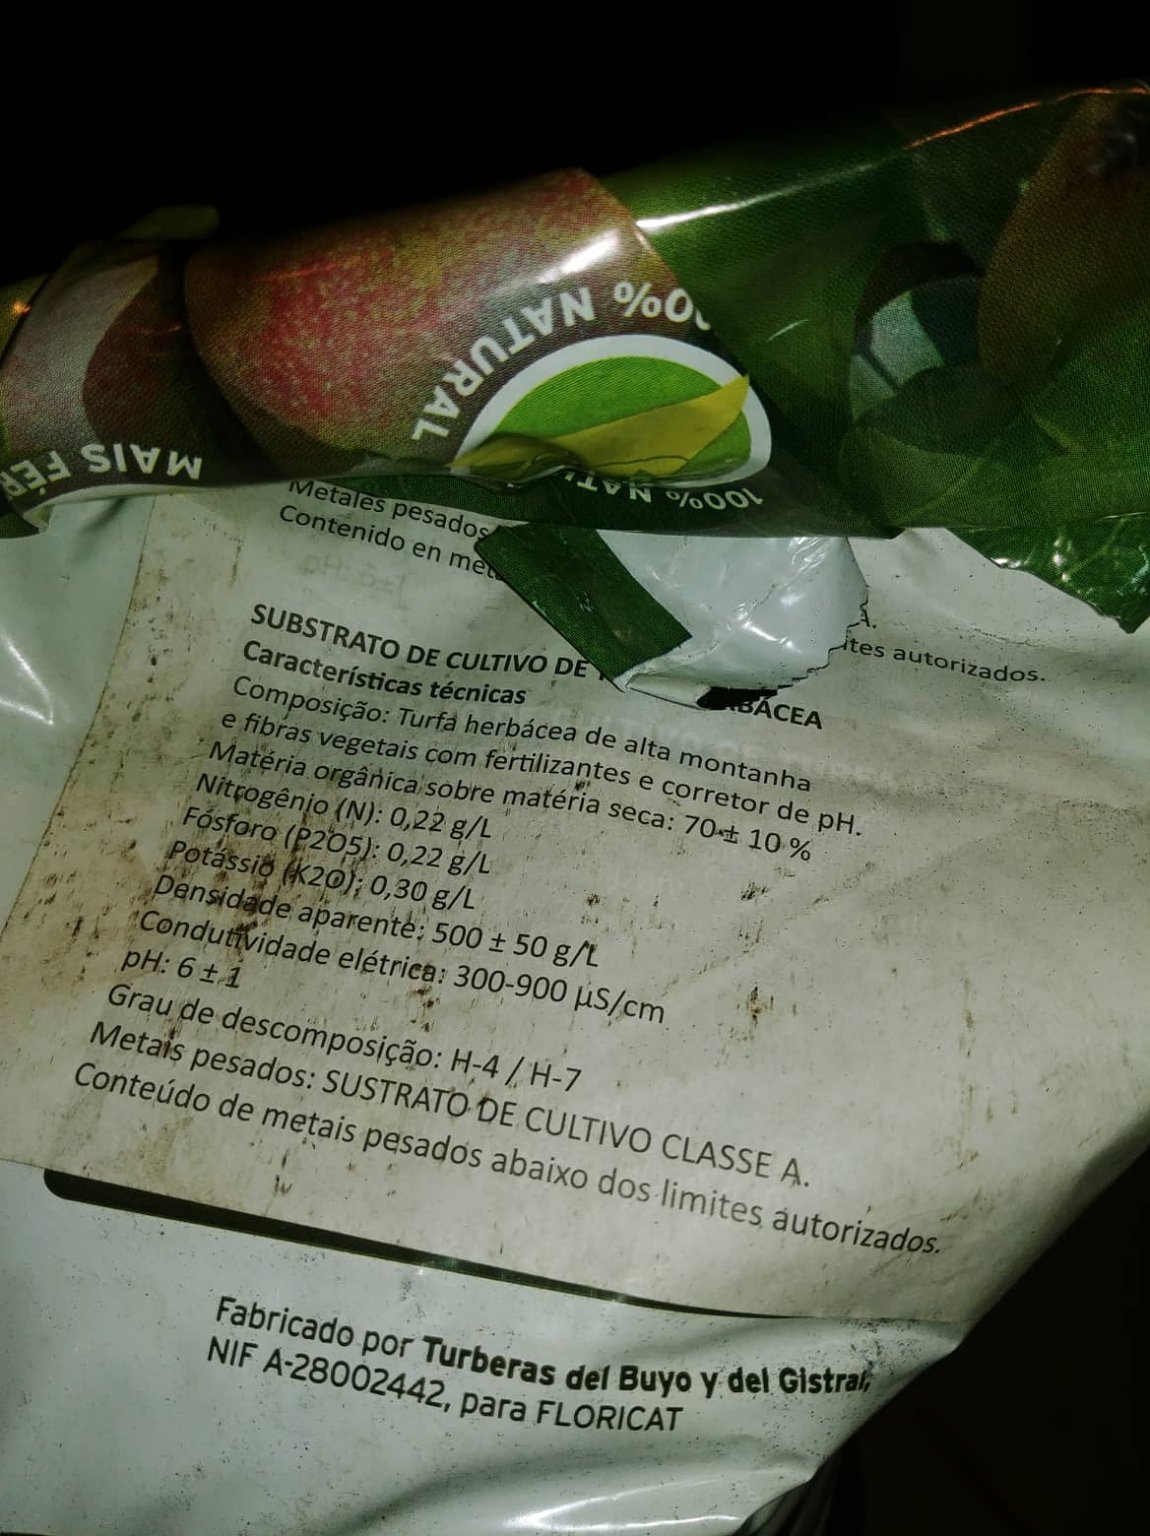 100% NATURAL
MAIS
100%
Metales pesados
Contenido en
A.
autorizados.
SUBSTRATO DE CULTIVO DE
Características técnicas
Composição: Turfa herbácea de alta montanha
e fibras vegetais com fertilizantes e corretor de pH.
Matéria orgânica sobre matéria seca: 70 ± 10 %
Nitrogênio (N): 0,22 g/L
Fósforo (P2O5): 0,22 g/L
Potássio (K2O): 0,30 g/L
Densidade aparente: 500 ± 50 g/L
Condutividade elétrica: 300-900 µS/cm
pH: 6 ± 1
Grau de descomposição: H-4 / H-7
Metais pesados: SUSTRATO DE CULTIVO CLASSE A.
Conteúdo de metais pesados abaixo dos limites autorizados.
Fabricado por Turberas del Buyo y del Gistral,
NIF A-28002442, para FLORICAT